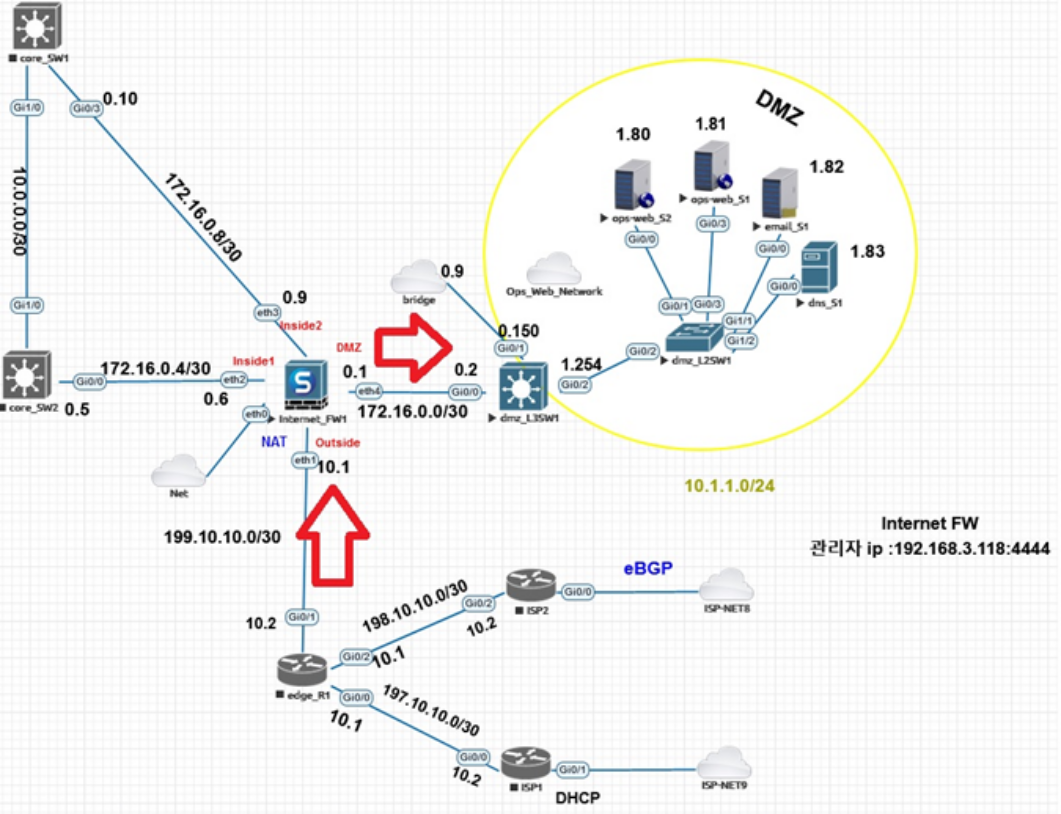 core_SW1
Gi1/0
Gi0/3
0.10
10.0.0.0/30
172.16.0.8/30
Gi1/0
core_SW2
Gi0/0
0.5
172.16.0.4/30
0.9
eth3
Inside2
Inside1
eth2
0.6
eth0
S
Internet_FW1
NAT
Outside
eth1
10.1
Net
DMZ
0.1
eth4
172.16.0.0/30
0.2
Gi0/0
bridge
0.9
0.150
Gi0/1
dmz_L3SW1
1.254
Gi0/2
Gi0/2
DMZ
1.80
ops-web_S2
Gi0/0
1.81
ops-web_S1
Gi0/3
1.82
email_S1
Gi0/0
1.83
dns_S1
Gi0/0
Ops_Web_Network
Gi0/1
Gi0/3
Gi1/1
Gi1/2
dmz_L2SW1
10.1.1.0/24
Internet FW
관리자 ip :192.168.3.118:4444
199.10.10.0/30
10.2
Gi0/1
edge_R1
Gi0/2
10.1
198.10.10.0/30
Gi0/2
10.2
ISP2
Gi0/0
eBGP
ISP-NET8
Gi0/0
10.1
197.10.10.0/30
Gi0/0
10.2
ISP1
Gi0/1
DHCP
ISP-NET9